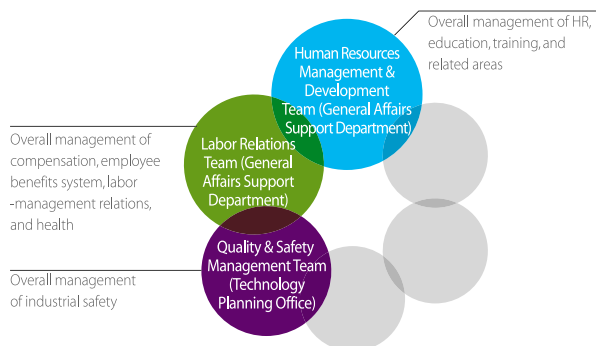 Overall management of HR,
education, training, and
related areas
Human Resources
Management &
Development
Team (General Affairs
Support Department)
Overall management of
compensation, employee
benefits system, labor
-management relations,
and health
Labor Relations
Team (General
Affairs Support
Department)
Quality & Safety
Management Team
(Technology
Planning Office)
Overall management
of industrial safety